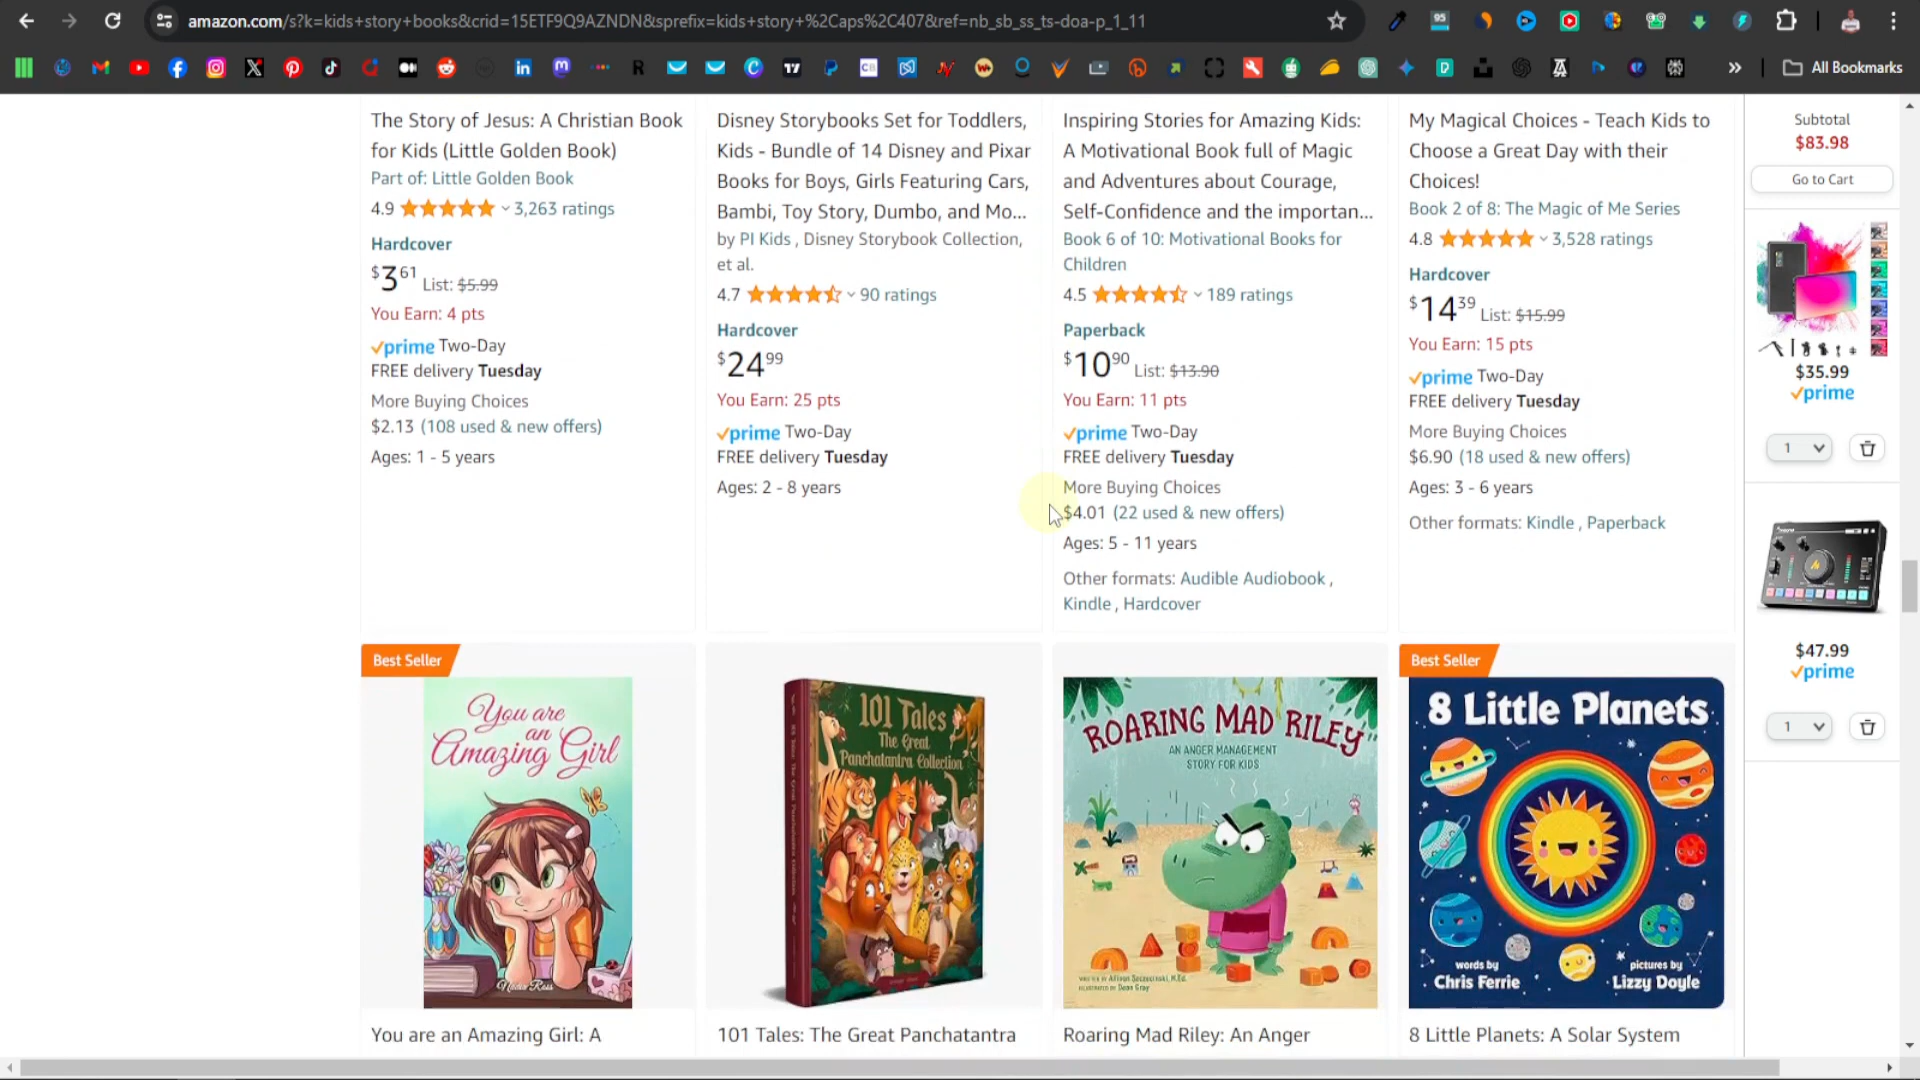 amazon.com/s?k=kids+story+books&crid=15ETF9Q9AZNDN&sprefix=kids+story+%2Caps%2C407&ref=nb_sb_ss_ts-doa-p_1_11
All Bookmarks
The Story of Jesus: A Christian Book
for Kids (Little Golden Book)
Part of: Little Golden Book
4.9 3,263 ratings
Hardcover
$3 61 List: $5.99
You Earn: 4 pts
prime Two-Day
FREE delivery Tuesday
More Buying Choices
$2.13 (108 used & new offers)
Ages: 1 - 5 years
Disney Storybooks Set for Toddlers,
Kids - Bundle of 14 Disney and Pixar
Books for Boys, Girls Featuring Cars,
Bambi, Toy Story, Dumbo, and Mo...
by PI Kids , Disney Storybook Collection,
et al.
4.7 90 ratings
Hardcover
$24 99
You Earn: 25 pts
prime Two-Day
FREE delivery Tuesday
Ages: 2 - 8 years
Inspiring Stories for Amazing Kids:
A Motivational Book full of Magic
and Adventures about Courage,
Self-Confidence and the importan...
Book 6 of 10: Motivational Books for
Children
4.5 189 ratings
Paperback
$10 90 List: $13.90
You Earn: 11 pts
prime Two-Day
FREE delivery Tuesday
More Buying Choices
$4.01 (22 used & new offers)
Ages: 5 - 11 years
Other formats: Audible Audiobook ,
Kindle , Hardcover
My Magical Choices - Teach Kids to
Choose a Great Day with their
Choices!
Book 2 of 8: The Magic of Me Series
4.8 3,528 ratings
Hardcover
$14 39 List: $15.99
You Earn: 15 pts
prime Two-Day
FREE delivery Tuesday
More Buying Choices
$6.90 (18 used & new offers)
Ages: 3 - 6 years
Other formats: Kindle , Paperback
Subtotal
$83.98
Go to Cart
$35.99
prime
1
$47.99
prime
1
Best Seller
You are
an
Amazing Girl
Nadia Ross
You are an Amazing Girl: A
101 Tales
The Great
Panchatantra Collection
101 Tales: The Great Panchatantra
ROARING MAD RILEY
AN ANGER MANAGEMENT
STORY FOR KIDS
Roaring Mad Riley: An Anger
Best Seller
8 Little Planets
words by
Chris Ferrie
pictures by
Lizzy Doyle
8 Little Planets: A Solar System